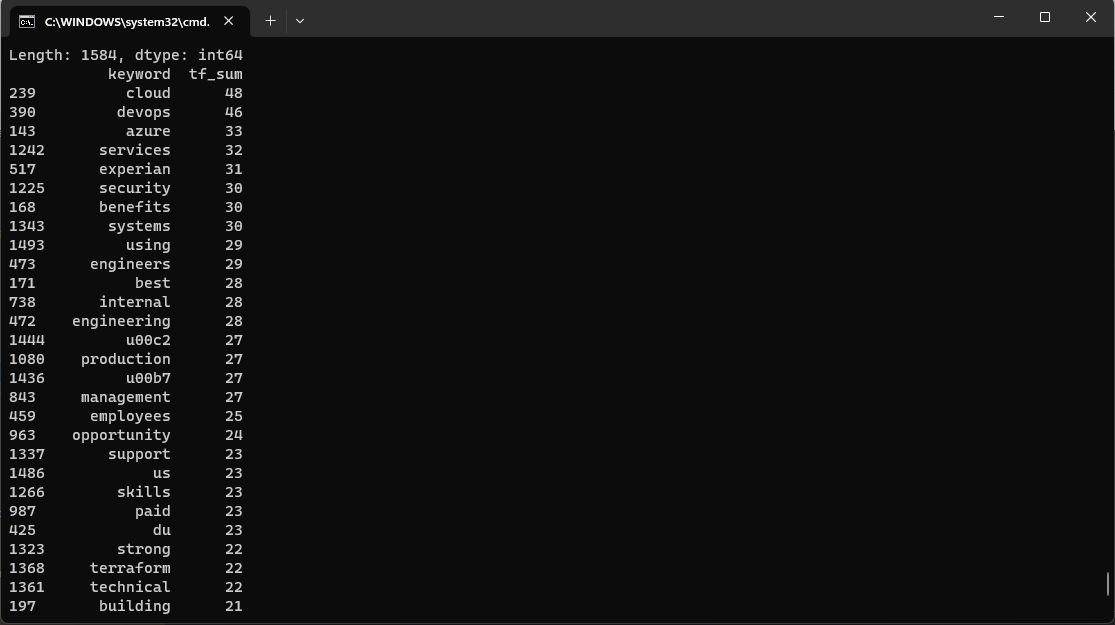 C:\WINDOWS\system32\cmd.
Length: 1584, dtype: int64
keyword tf_sum
239 cloud 48
390 devops 46
143 azure 33
1242 services 32
517 experian 31
1225 security 30
168 benefits 30
1343 systems 30
1493 using 29
473 engineers 29
171 best 28
738 internal 28
472 engineering 28
1444 u00c2 27
1080 production 27
1436 u00b7 27
843 management 27
459 employees 25
963 opportunity 24
1337 support 23
1486 us 23
1266 skills 23
987 paid 23
425 du 23
1323 strong 22
1368 terraform 22
1361 technical 22
197 building 21